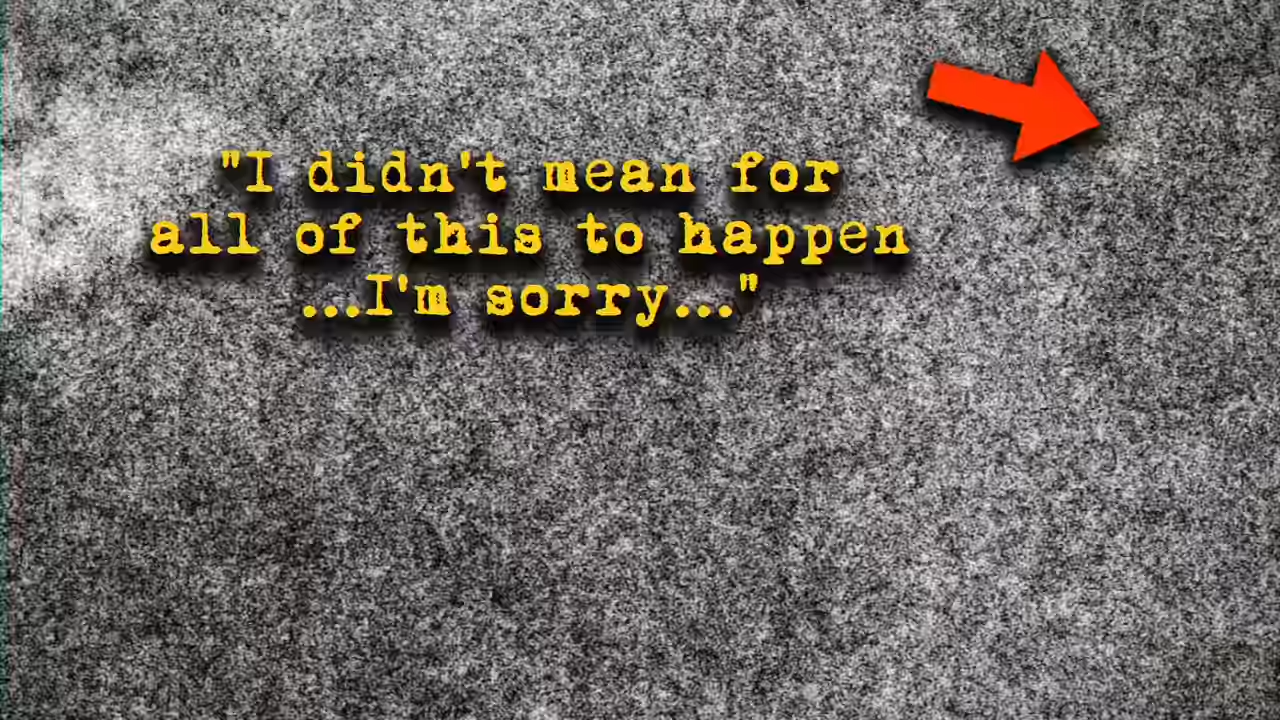 "I didn't mean for
all of this to happen
...I'm sorry..."